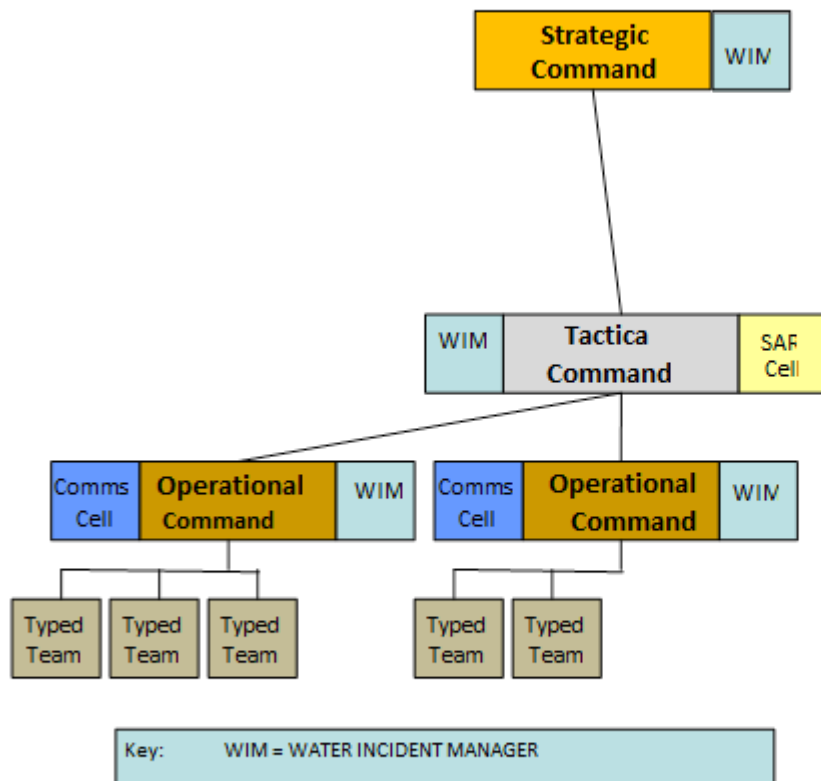 Strategic
Command
WIM
WIM
Tactica
Command
SAR
Cell
Comms
Cell
Operational
Command
WIM
Comms
Cell
Operational
Command
WIM
Typed
Team
Typed
Team
Typed
Team
Typed
Team
Typed
Team
Key: WIM = WATER INCIDENT MANAGER